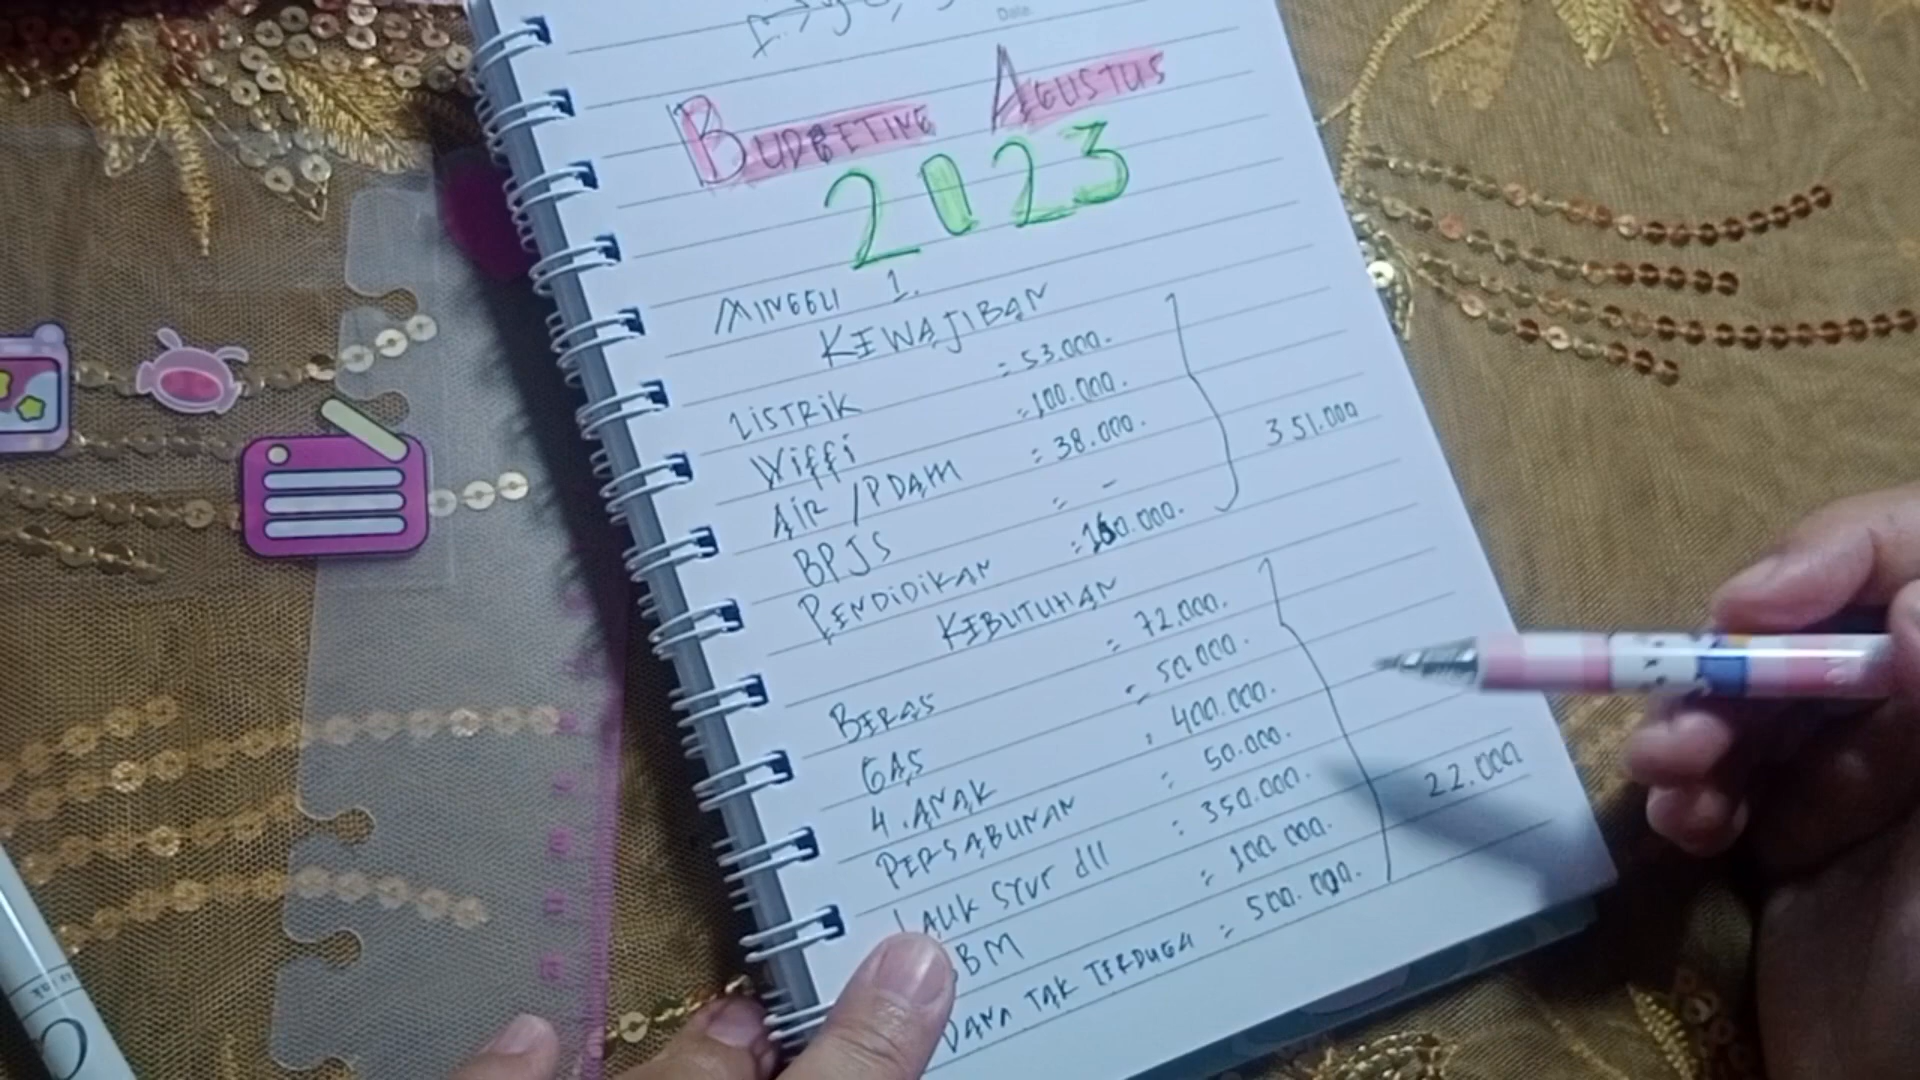 Date
BUDGETING AGUSTUS
2023
MINGGU 1.
KEWAJIBAN
LISTRIK = 53.000.
Wiffi = 100.000.
AIR / PDAM = 38.000.
BPJS = -
PENDIDIKAN = 160.000.
351.000
KEBUTUHAN
BERAS = 72.000.
GAS = 50.000.
4. ANAK : 400.000.
PERSABUNAN = 50.000.
LAUK SYUr dll : 350.000.
BBM = 100.000.
DANA TAK TERDUGA = 500.000.
22.000